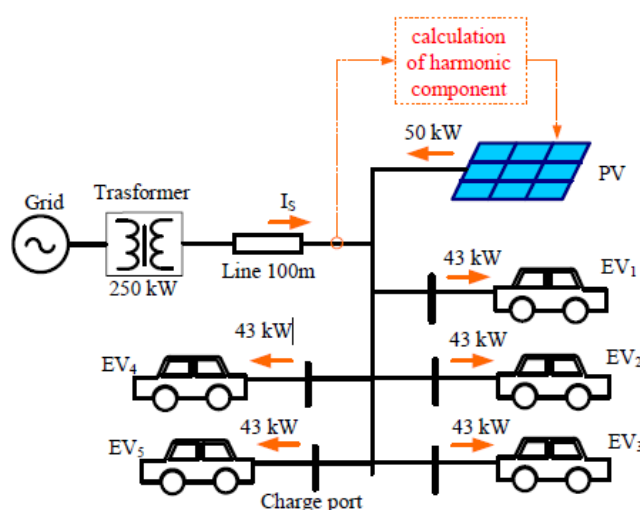 calculation
of harmonic
component
50 kW
PV
Grid
Trasformer
I_S
250 kW
Line 100m
43 kW
EV1
43 kW
EV4
43 kW
EV2
43 kW
EV5
43 kW
EV3
Charge port